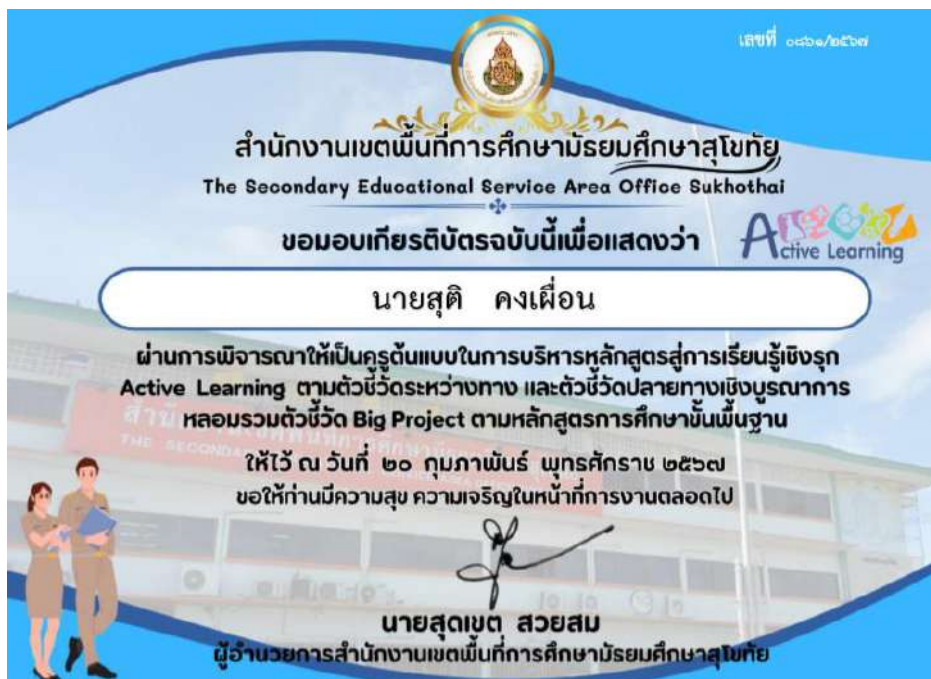 เลขที่ ๐๘๖๑/๒๕๖๗
สำนักงานเขตพื้นที่การศึกษามัธยมศึกษาสุโขทัย
The Secondary Educational Service Area Office Sukhothai
ขอมอบเกียรติบัตรฉบับนี้เพื่อแสดงว่า
Active Learning
นายสุติ คงเผื่อน
ผ่านการพิจารณาให้เป็นครูต้นแบบในการบริหารหลักสูตรสู่การเรียนรู้เชิงรุก
Active Learning ตามตัวชี้วัดระหว่างทาง และตัวชี้วัดปลายทางเชิงบูรณาการ
หลอมรวมตัวชี้วัด Big Project ตามหลักสูตรการศึกษาขั้นพื้นฐาน
ให้ไว้ ณ วันที่ ๒๐ กุมภาพันธ์ พุทธศักราช ๒๕๖๗
ขอให้ท่านมีความสุข ความเจริญในหน้าที่การงานตลอดไป
นายสุดเขต สวยสม
ผู้อำนวยการสำนักงานเขตพื้นที่การศึกษามัธยมศึกษาสุโขทัย